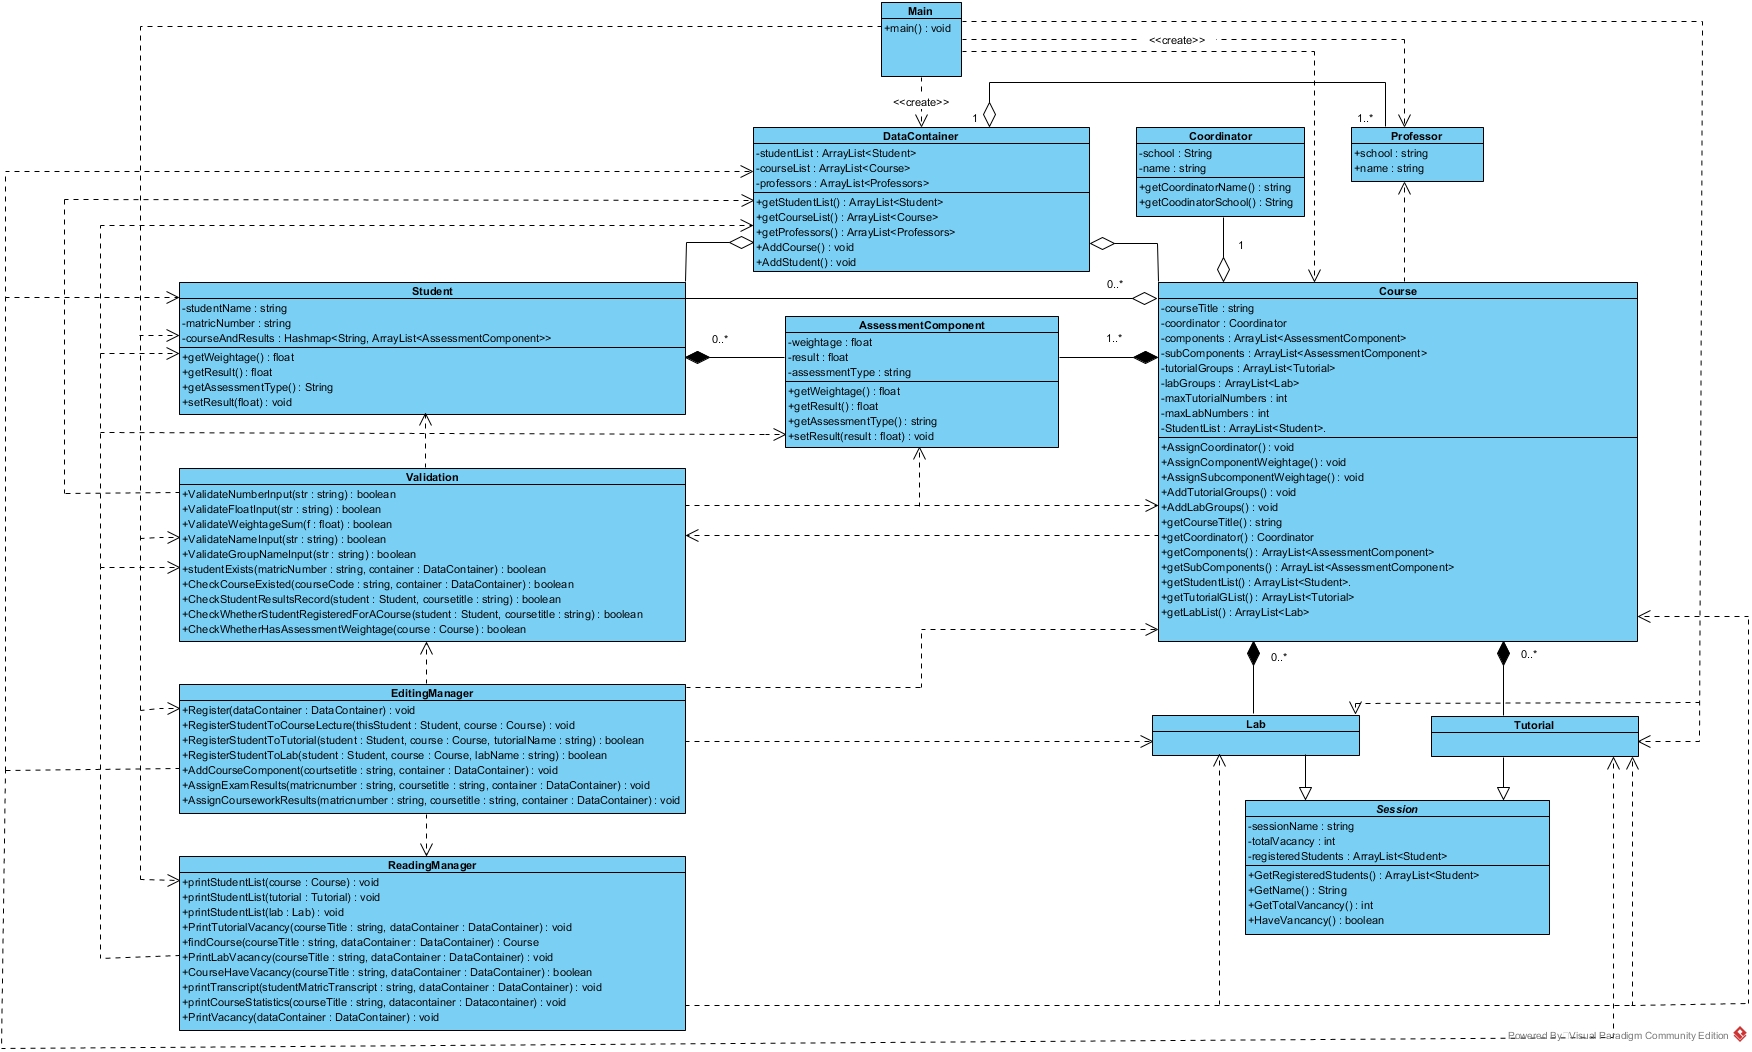 Main
+main() : void
<<create>>
<<create>>
1
1..*
DataContainer
-studentList : ArrayList<Student>
-courseList : ArrayList<Course>
-professors : ArrayList<Professors>
+getStudentList() : ArrayList<Student>
+getCourseList() : ArrayList<Course>
+getProfessors() : ArrayList<Professors>
+AddCourse() : void
+AddStudent() : void
Coordinator
-school : String
-name : string
+getCoordinatorName() : string
+getCoodinatorSchool() : String
1
Professor
+school : string
+name : string
Student
-studentName : string
-matricNumber : string
-courseAndResults : Hashmap<String, ArrayList<AssessmentComponent>>
+getWeightage() : float
+getResult() : float
+getAssessmentType() : String
+setResult(float) : void
0..*
0..*
1..*
AssessmentComponent
-weightage : float
-result : float
-assessmentType : string
+getWeightage() : float
+getResult() : float
+getAssessmentType() : string
+setResult(result : float) : void
Course
-courseTitle : string
-coordinator : Coordinator
-components : ArrayList<AssessmentComponent>
-subComponents : ArrayList<AssessmentComponent>
-tutorialGroups : ArrayList<Tutorial>
-labGroups : ArrayList<Lab>
-maxTutorialNumbers : int
-maxLabNumbers : int
-StudentList : ArrayList<Student>.
+AssignCoordinator() : void
+AssignComponentWeightage() : void
+AssignSubcomponentWeightage() : void
+AddTutorialGroups() : void
+AddLabGroups() : void
+getCourseTitle() : string
+getCoordinator() : Coordinator
+getComponents() : ArrayList<AssessmentComponent>
+getSubComponents() : ArrayList<AssessmentComponent>
+getStudentList() : ArrayList<Student>.
+getTutorialGList() : ArrayList<Tutorial>
+getLabList() : ArrayList<Lab>
Validation
+ValidateNumberInput(str : string) : boolean
+ValidateFloatInput(str : string) : boolean
+ValidateWeightageSum(f : float) : boolean
+ValidateNameInput(str : string) : boolean
+ValidateGroupNameInput(str : string) : boolean
+studentExists(matricNumber : string, container : DataContainer) : boolean
+CheckCourseExisted(courseCode : string, container : DataContainer) : boolean
+CheckStudentResultsRecord(student : Student, coursetitle : string) : boolean
+CheckWhetherStudentRegisteredForACourse(student : Student, coursetitle : string) : boolean
+CheckWhetherHasAssessmentWeightage(course : Course) : boolean
0..*
0..*
EditingManager
+Register(dataContainer : DataContainer) : void
+RegisterStudentToCourseLecture(thisStudent : Student, course : Course) : void
+RegisterStudentToTutorial(student : Student, course : Course, tutorialName : string) : boolean
+RegisterStudentToLab(student : Student, course : Course, labName : string) : boolean
+AddCourseComponent(courtsetitle : string, container : DataContainer) : void
+AssignExamResults(matricnumber : string, coursetitle : string, container : DataContainer) : void
+AssignCourseworkResults(matricnumber : string, coursetitle : string, container : DataContainer) : void
Lab
Tutorial
Session
-sessionName : string
-totalVacancy : int
-registeredStudents : ArrayList<Student>
+GetRegisteredStudents() : ArrayList<Student>
+GetName() : String
+GetTotalVancancy() : int
+HaveVancancy() : boolean
ReadingManager
+printStudentList(course : Course) : void
+printStudentList(tutorial : Tutorial) : void
+printStudentList(lab : Lab) : void
+PrintTutorialVacancy(courseTitle : string, dataContainer : DataContainer) : void
+findCourse(courseTitle : string, dataContainer : DataContainer) : Course
+PrintLabVacancy(courseTitle : string, dataContainer : DataContainer) : void
+CourseHaveVacancy(courseTitle : string, dataContainer : DataContainer) : boolean
+printTranscript(studentMatricTranscript : string, dataContainer : DataContainer) : void
+printCourseStatistics(courseTitle : string, datacontainer : Datacontainer) : void
+PrintVacancy(dataContainer : DataContainer) : void
Powered By Visual Paradigm Community Edition